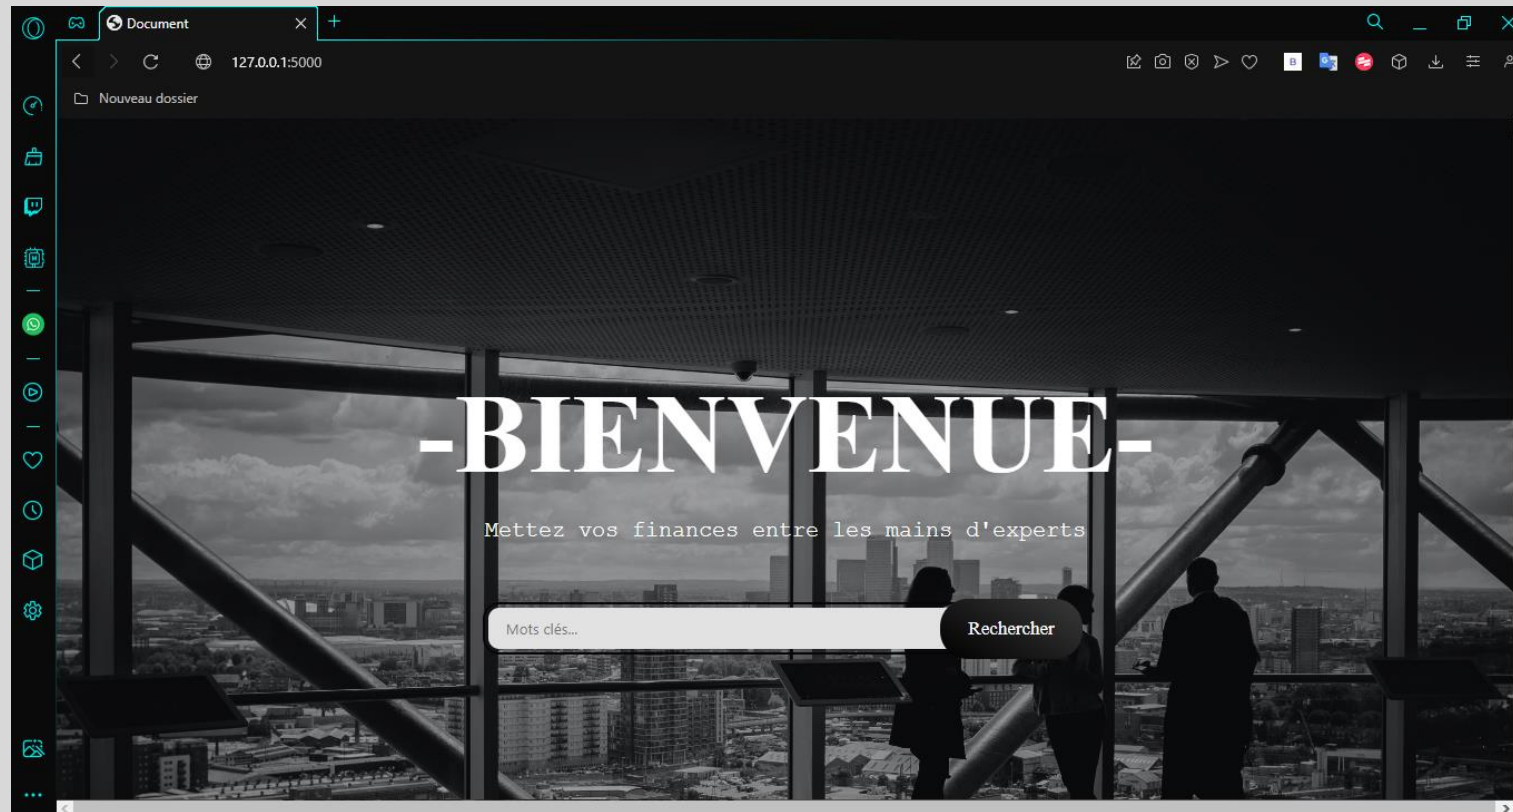 Document
127.0.0.1:5000
B
Nouveau dossier
-BIENVENUE-
Mettez vos finances entre les mains d'experts
Mots clés...
Rechercher